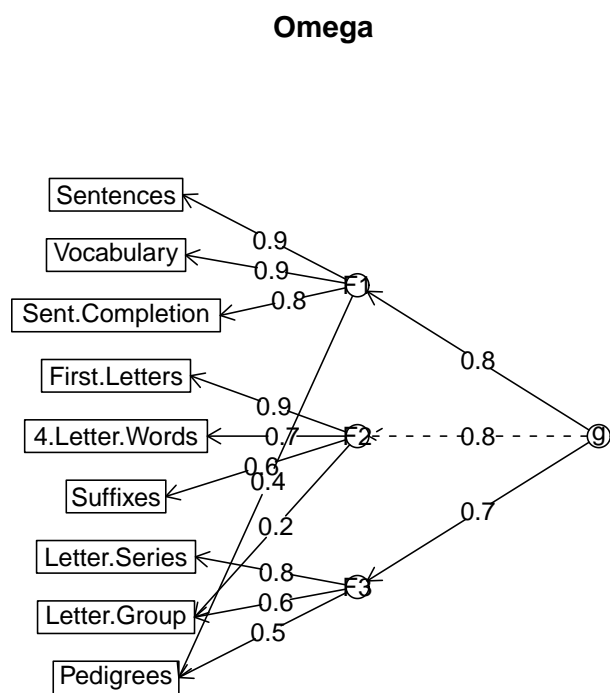 Omega
Sentences
0.9
Vocabulary
0.9
F1
Sent.Completion
0.8
0.8
First.Letters
0.9
4.Letter.Words
0.7
F2
0.8
g
0.6
0.4
Suffixes
0.2
0.7
Letter.Series
0.8
F3
Letter.Group
0.6
0.5
Pedigrees